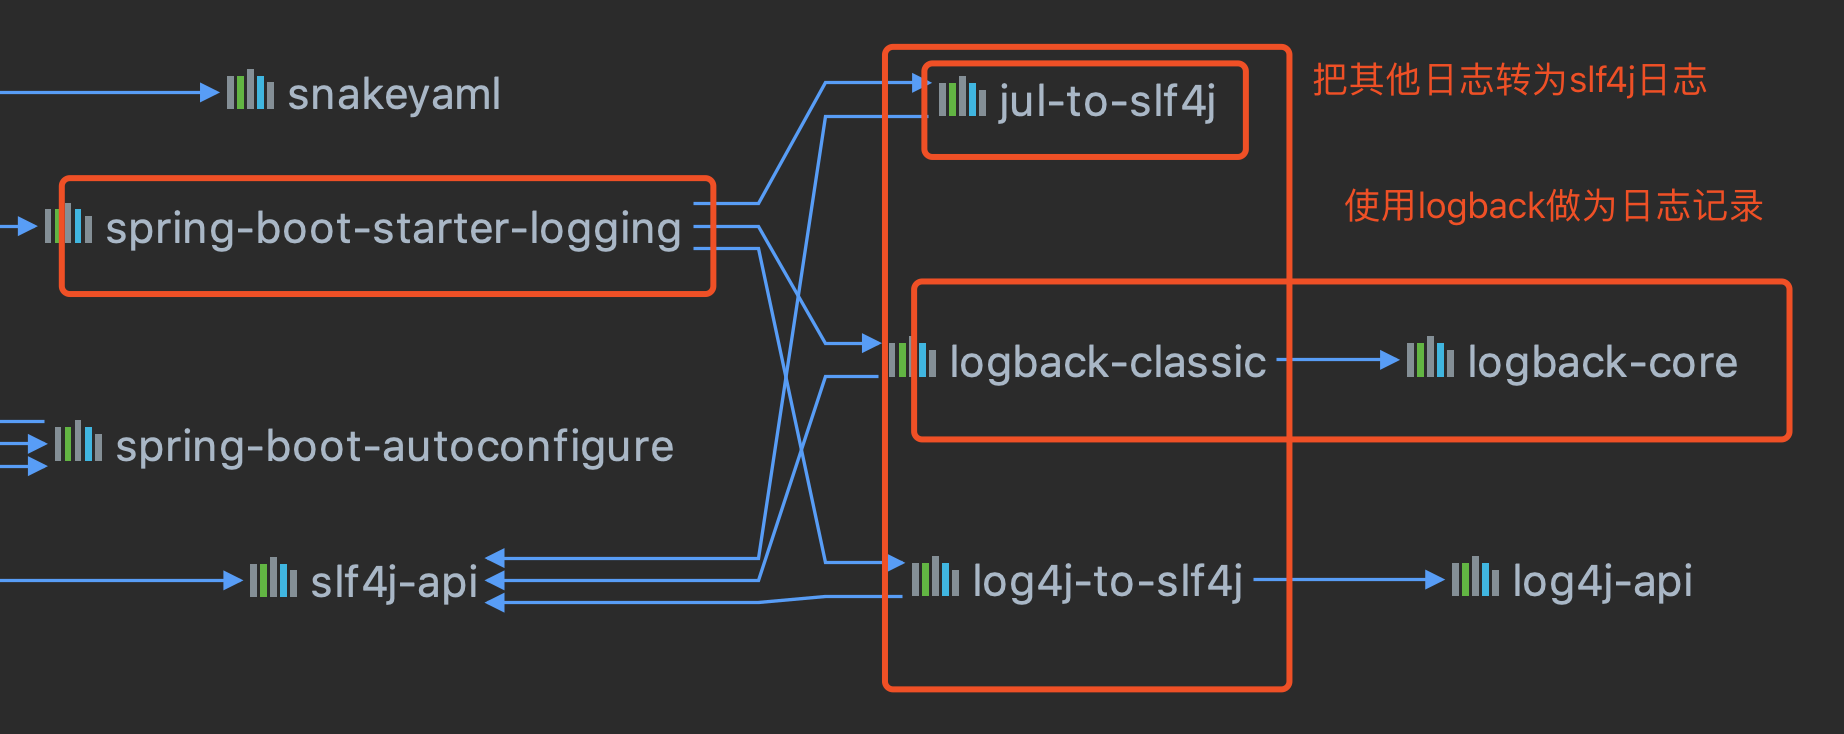 snakeyaml
jul-to-slf4j
把其他日志转为slf4j日志
使用logback做为日志记录
spring-boot-starter-logging
logback-classic
logback-core
spring-boot-autoconfigure
slf4j-api
log4j-to-slf4j
log4j-api